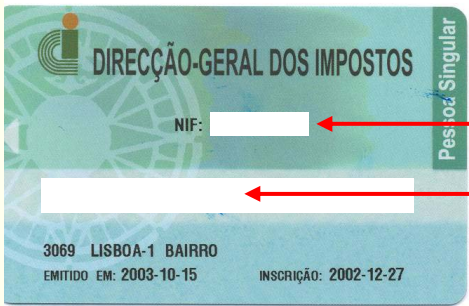 DIRECÇÃO-GERAL DOS IMPOSTOS
Pessoa Singular
NIF:
3069 LISBOA-1 BAIRRO
EMITIDO EM: 2003-10-15 INSCRIÇÃO: 2002-12-27